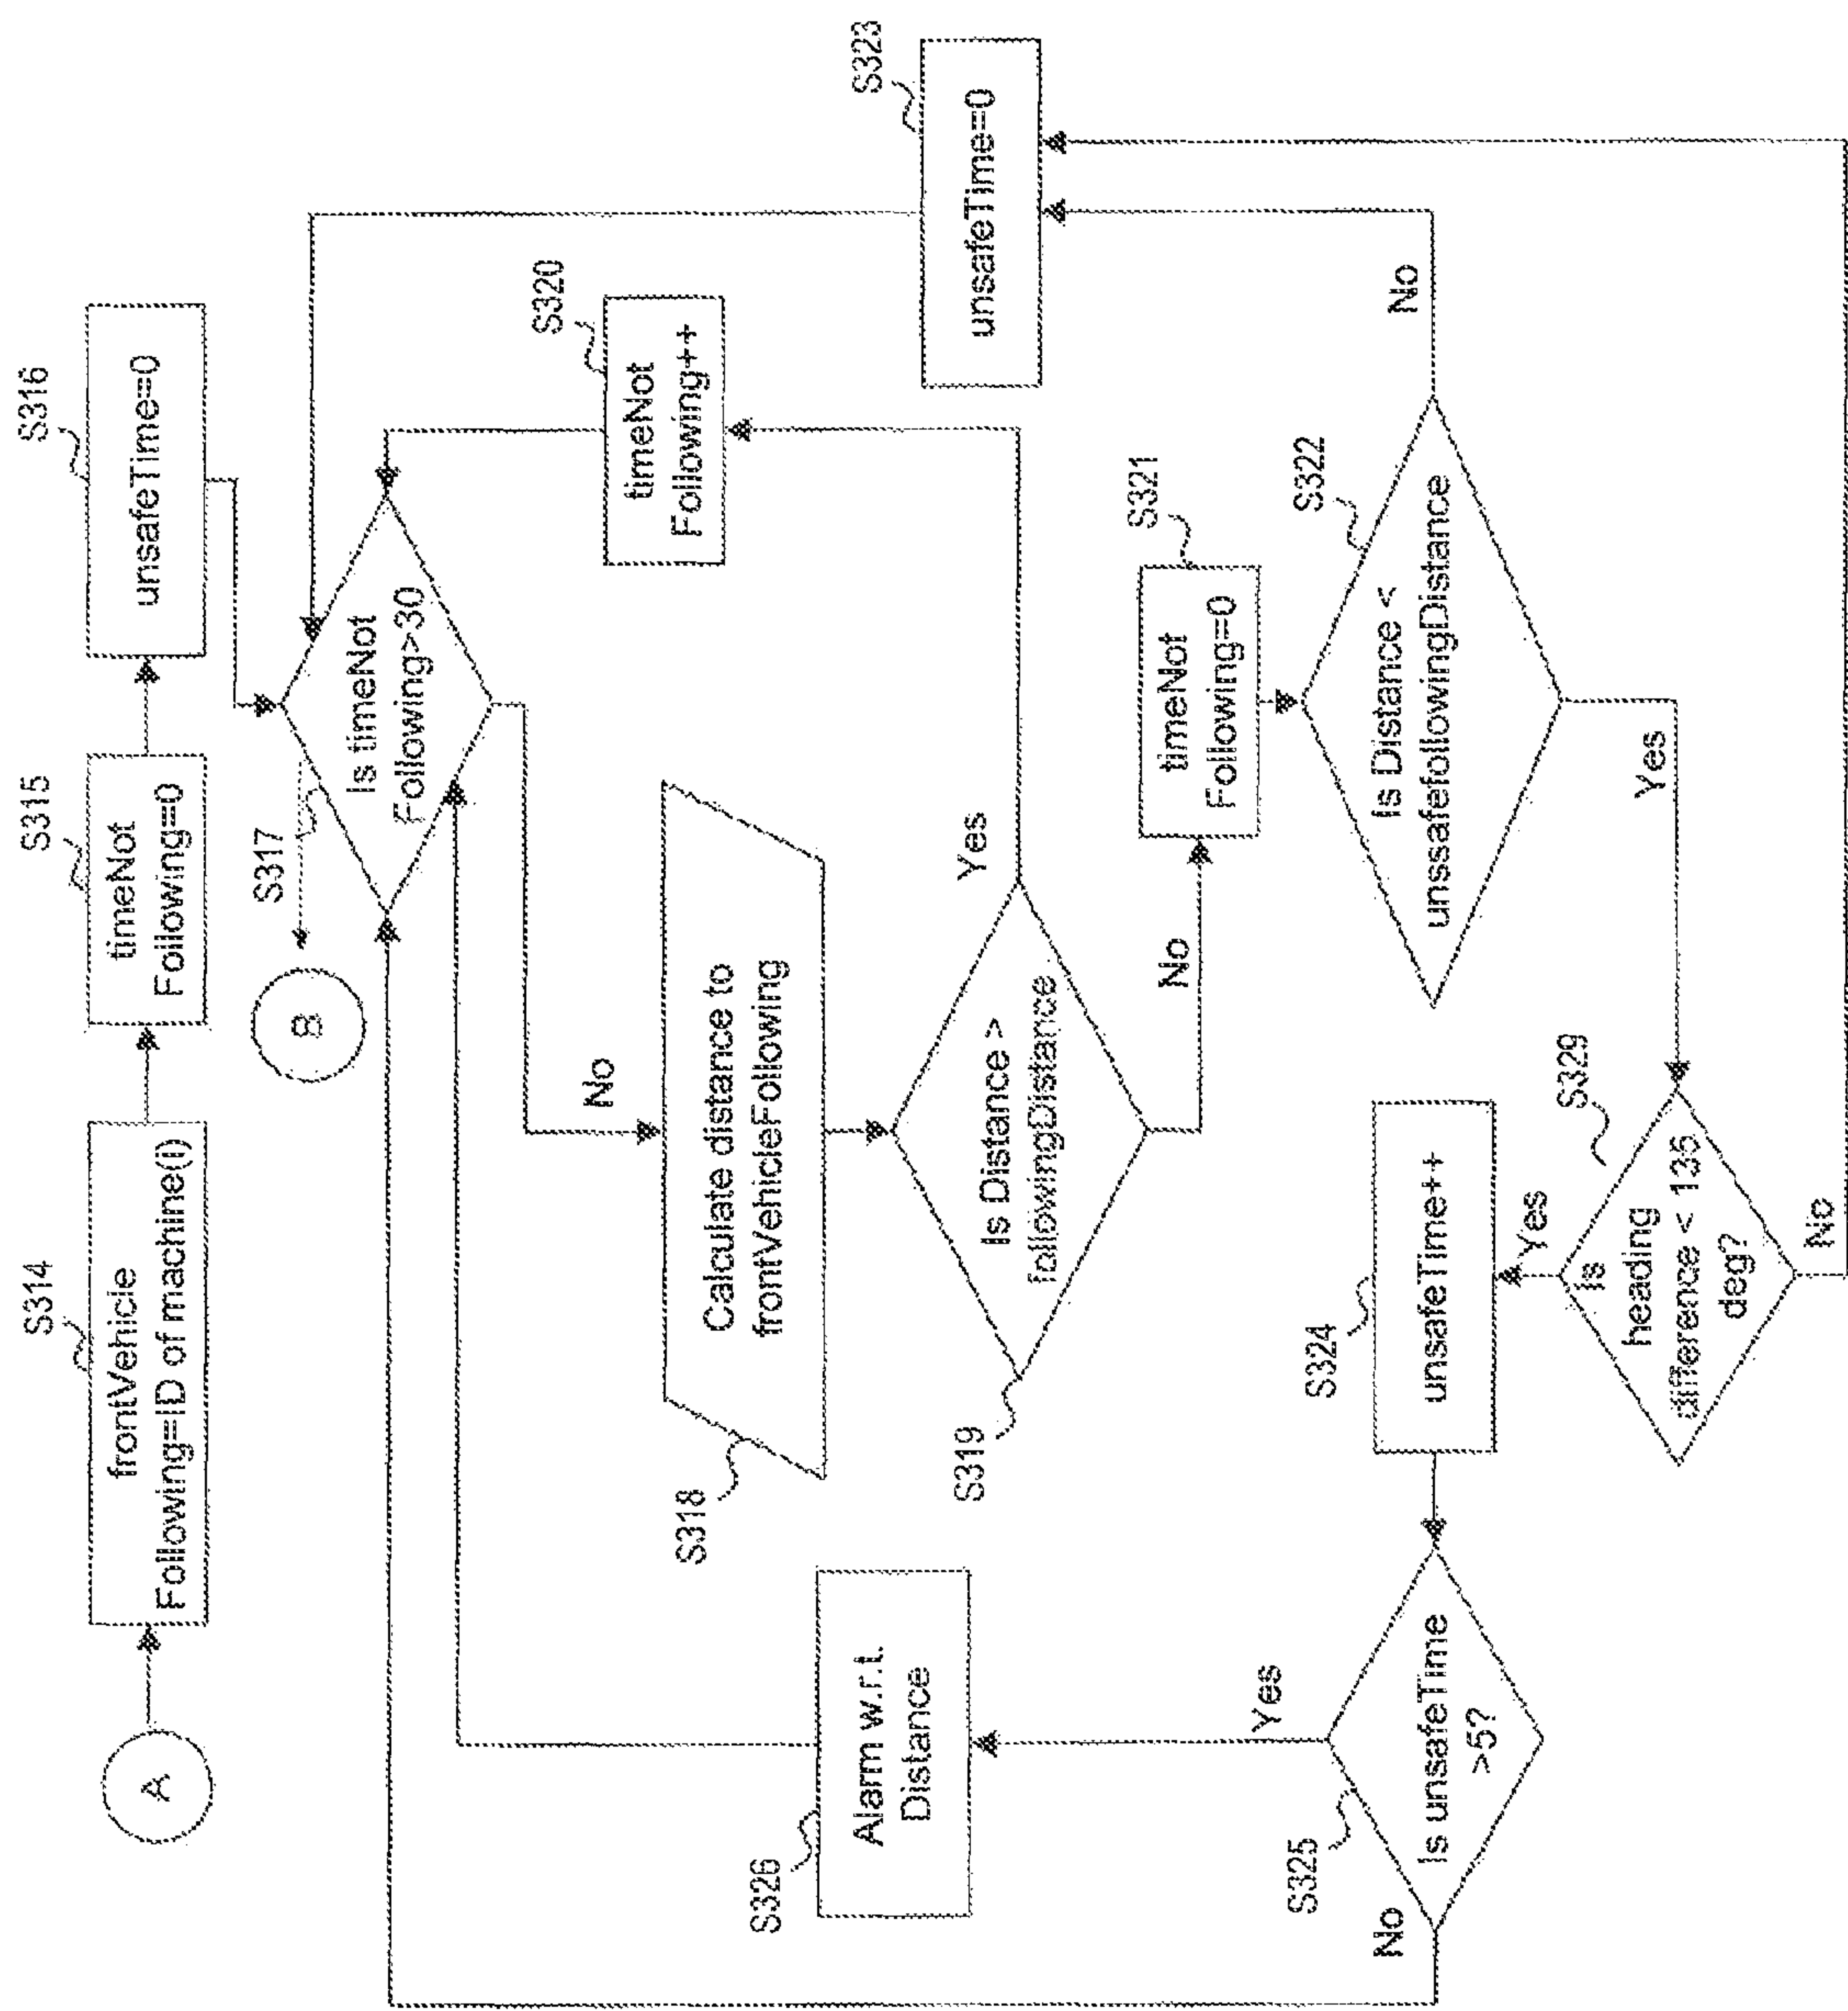 A
S314
frontVehicle
Following=ID of machine(i)
S315
timeNot
Following=0
S316
unsafeTime=0
B
S317
Is timeNot
Following>30
No
S318
Calculate distance to
frontVehicleFollowing
S319
Is Distance >
followingDistance
Yes
S320
timeNot
Following++
No
S321
timeNot
Following=0
S322
Is Distance <
unssafefollowingDistance
No
S323
unsafeTime=0
Yes
S329
is
heading
difference < 135
deg?
No
Yes
S324
unsafeTime++
S325
Is unsafeTime
>5?
No
Yes
S326
Alarm w.r.t.
Distance